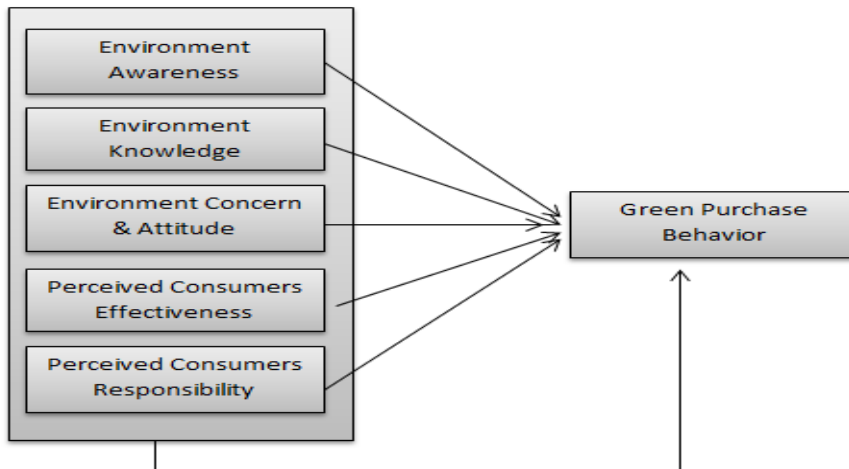 Environment
Awareness
Environment
Knowledge
Environment Concern
& Attitude
Perceived Consumers
Effectiveness
Perceived Consumers
Responsibility
Green Purchase
Behavior